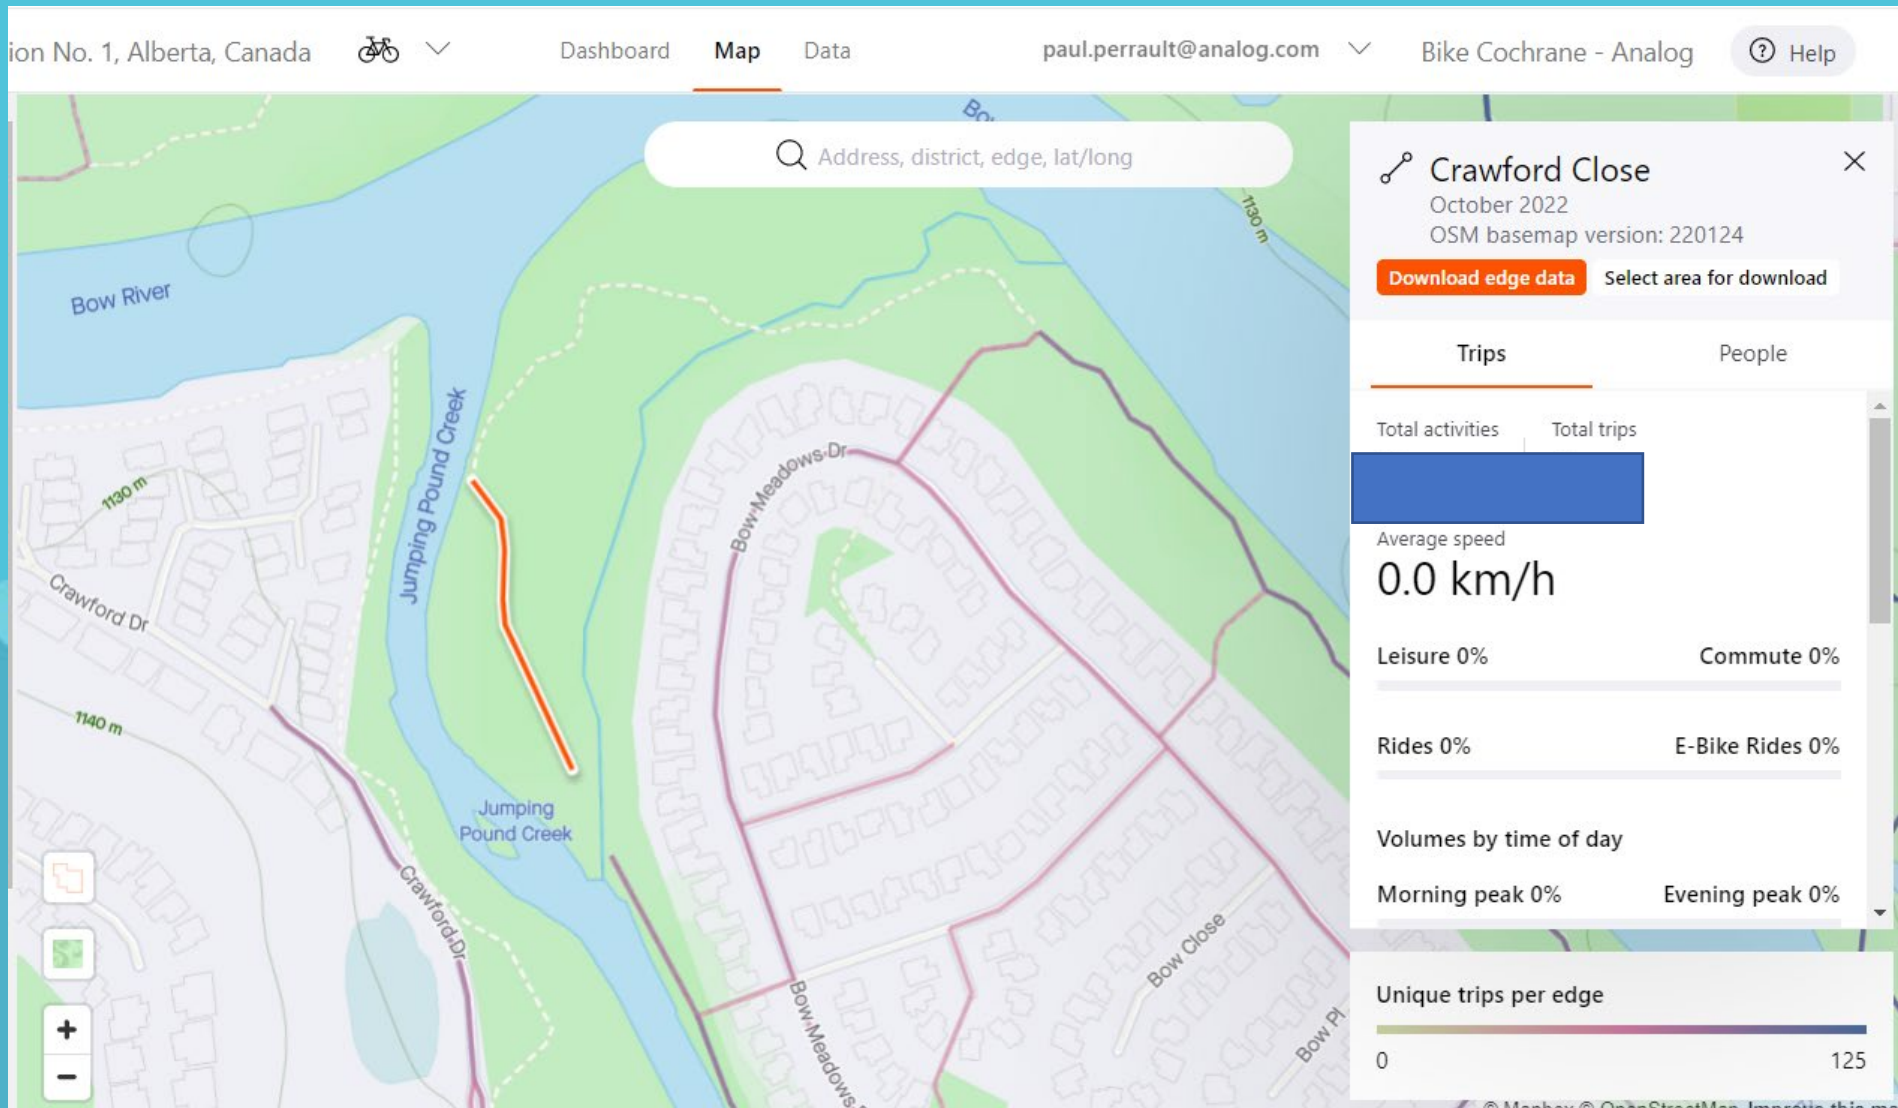 ion No. 1, Alberta, Canada
Dashboard
Map
Data
paul.perrault@analog.com
Bike Cochrane - Analog
Help
Address, district, edge, lat/long
Bow River
1130 m
Crawford Close
October 2022
OSM basemap version: 220124
Download edge data
Select area for download
Trips
People
Total activities
Total trips
Average speed
0.0 km/h
Leisure 0%
Commute 0%
Rides 0%
E-Bike Rides 0%
Volumes by time of day
Morning peak 0%
Evening peak 0%
Unique trips per edge
0
125
Jumping Pound Creek
Bow Meadows Dr
1130 m
Crawford Dr
1140 m
Jumping
Pound Creek
Crawford Dr
Bow Close
Bow Meadows
Bow Pl
+
−